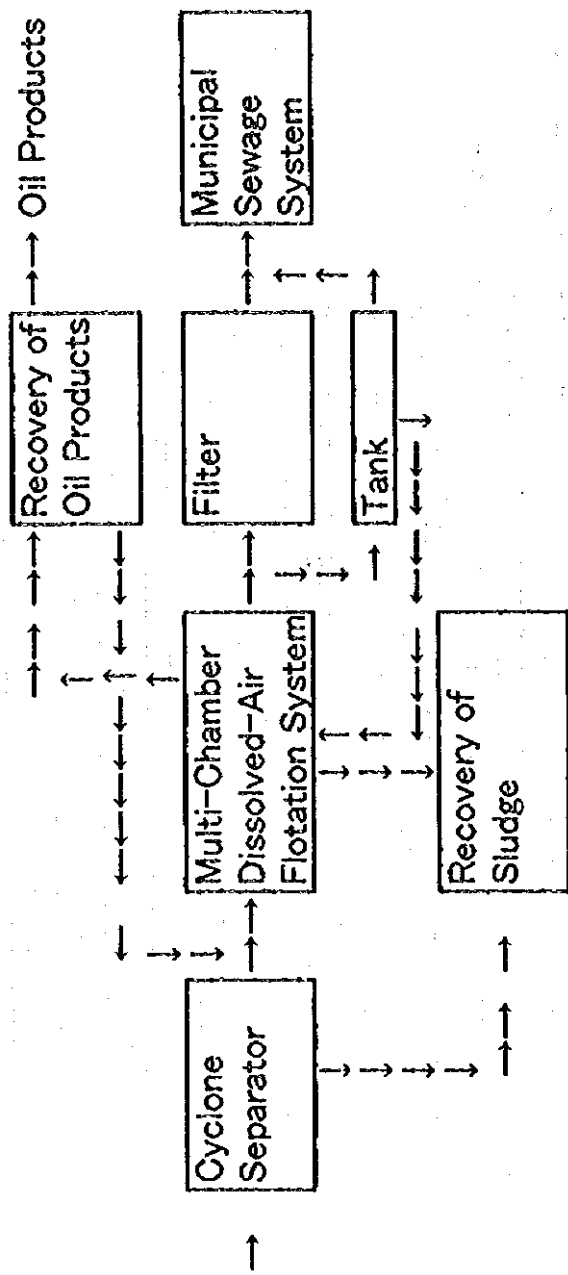 Cyclone
Separator
Multi-Chamber
Dissolved-Air
Flotation System
Recovery of
Sludge
Recovery of
Oil Products
Oil Products
Filter
Tank
Municipal
Sewage
System